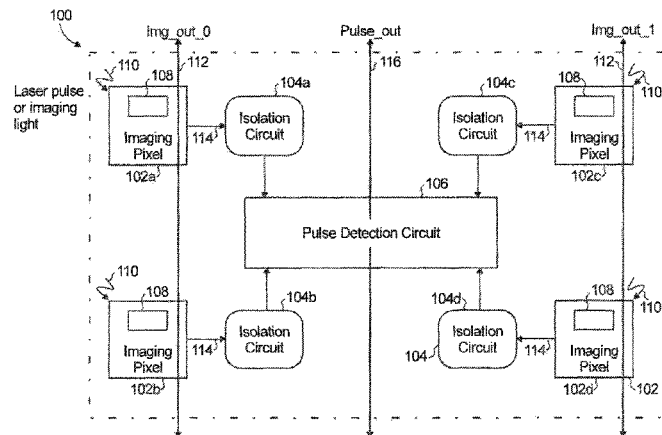 100
Img_out_0
Pulse_out
Img_out_1
110
112
116
112
110
108
104a
104c
108
Laser pulse
or imaging
light
Imaging
Pixel
Isolation
Circuit
Isolation
Circuit
Imaging
Pixel
114
114
102a
106
102c
Pulse Detection Circuit
110
108
104b
104d
108
110
Imaging
Pixel
Isolation
Circuit
Isolation
Circuit
Imaging
Pixel
114
104
114
102b
102d
102